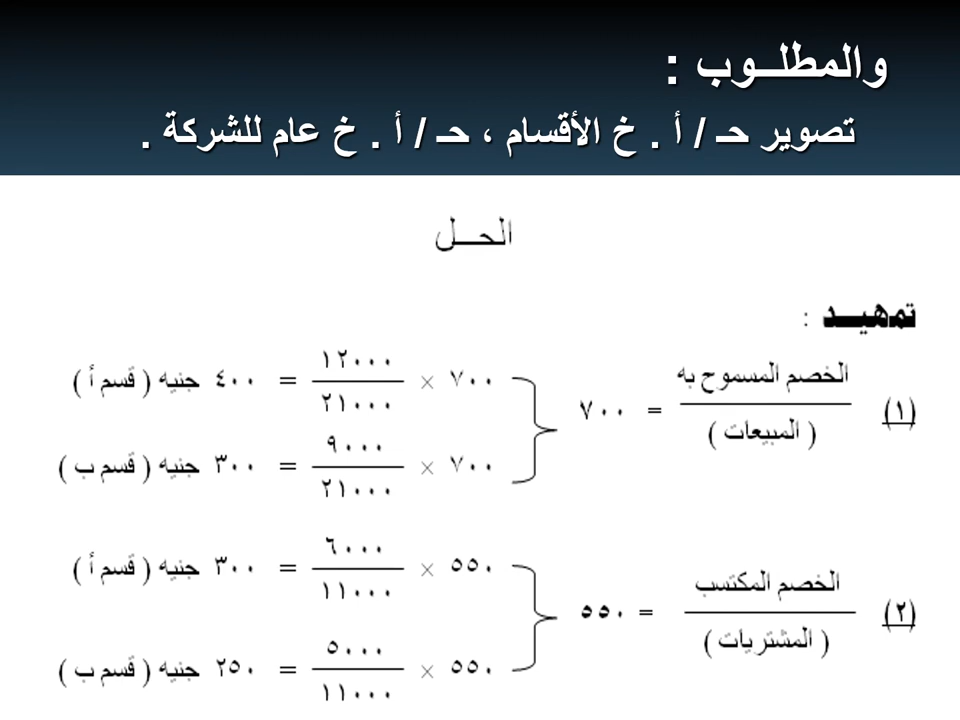 والمطلــوب :
تصوير حـ / أ . خ الأقسام ، حـ / أ . خ عام للشركة .
الحـــل
تمهيـــد :
(١) الخصم المسموح به
( المبيعات )
= ٧٠٠
٧٠٠ × ١٢٠٠٠ / ٢١٠٠٠ = ٤٠٠ جنيه ( قسم أ )
٧٠٠ × ٩٠٠٠ / ٢١٠٠٠ = ٣٠٠ جنيه ( قسم ب )
(٢) الخصم المكتسب
( المشتريات )
= ٥٥٠
٥٥٠ × ٦٠٠٠ / ١١٠٠٠ = ٣٠٠ جنيه ( قسم أ )
٥٥٠ × ٥٠٠٠ / ١١٠٠٠ = ٢٥٠ جنيه ( قسم ب )